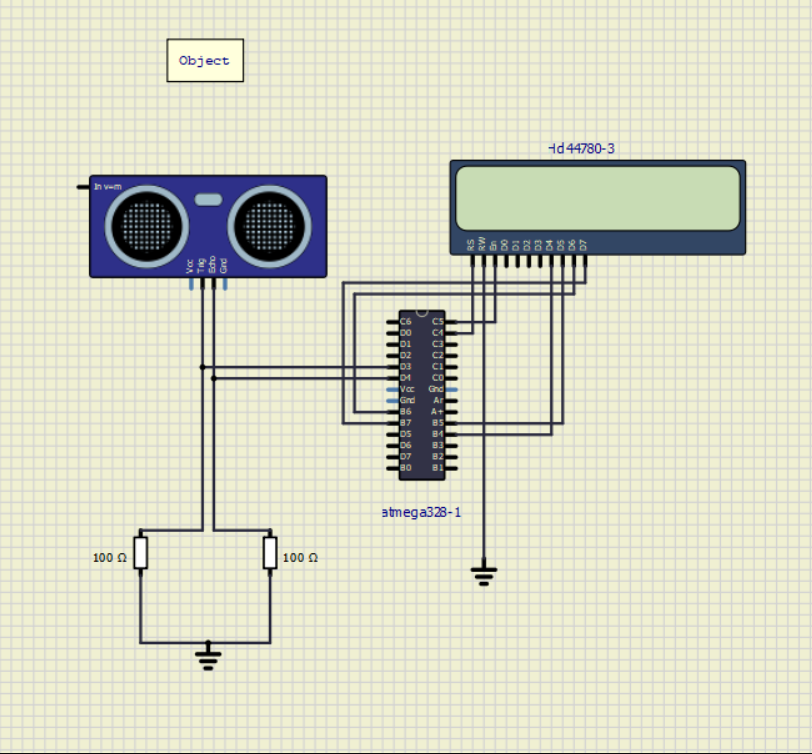 Object
Hd44780-3
In v=m
Vcc
Trig
Echo
Gnd
RS
RW
En
D0
D1
D2
D3
D4
D5
D6
D7
C6
D0
D1
D2
D3
D4
Vcc
Gnd
B6
B7
D5
D6
D7
B0
C5
C4
C3
C2
C1
C0
Gnd
Ar
A+
B5
B4
B3
B2
B1
atmega328-1
100 Ω
100 Ω